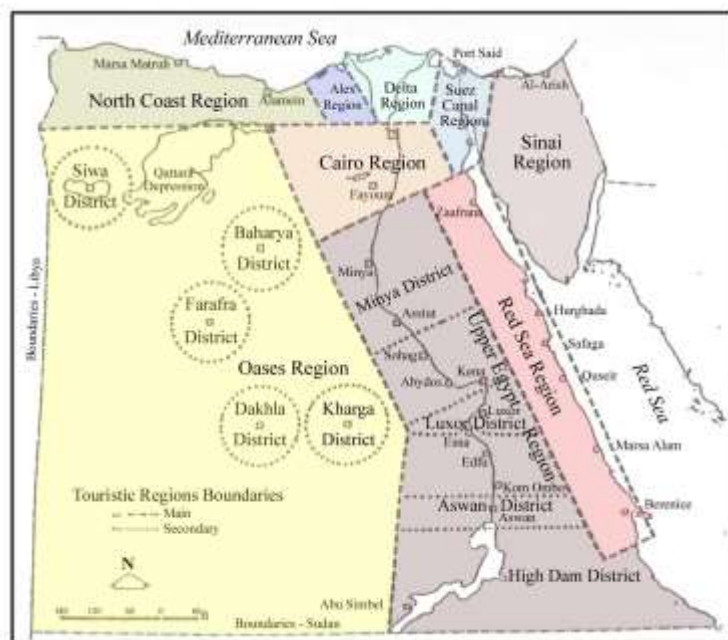 Mediterranean Sea
Port Said
Marsa Matruh
Al-Arish
North Coast Region
Alamein
Alex
Region
Delta
Region
Suez
Canal
Region
Sinai
Region
Cairo Region
Siwa
District
Qattara
Depression
Fayoum
Zaafrana
Baharya
District
Minya
Minya District
Boundaries - Libya
Farafra
District
Assiut
Red Sea Region
Hurghada
Safaga
Sohag
Upper Egypt Region
Oases Region
Abydos
Kena
Quseir
Red Sea
Dakhla
District
Kharga
District
Luxor
Luxor District
Esna
Edfu
Marsa Alam
Touristic Regions Boundaries
Main
Secondary
Kom Ombo
Aswan District
Aswan
Berenice
N
High Dam District
Abu Simbel
Boundaries - Sudan